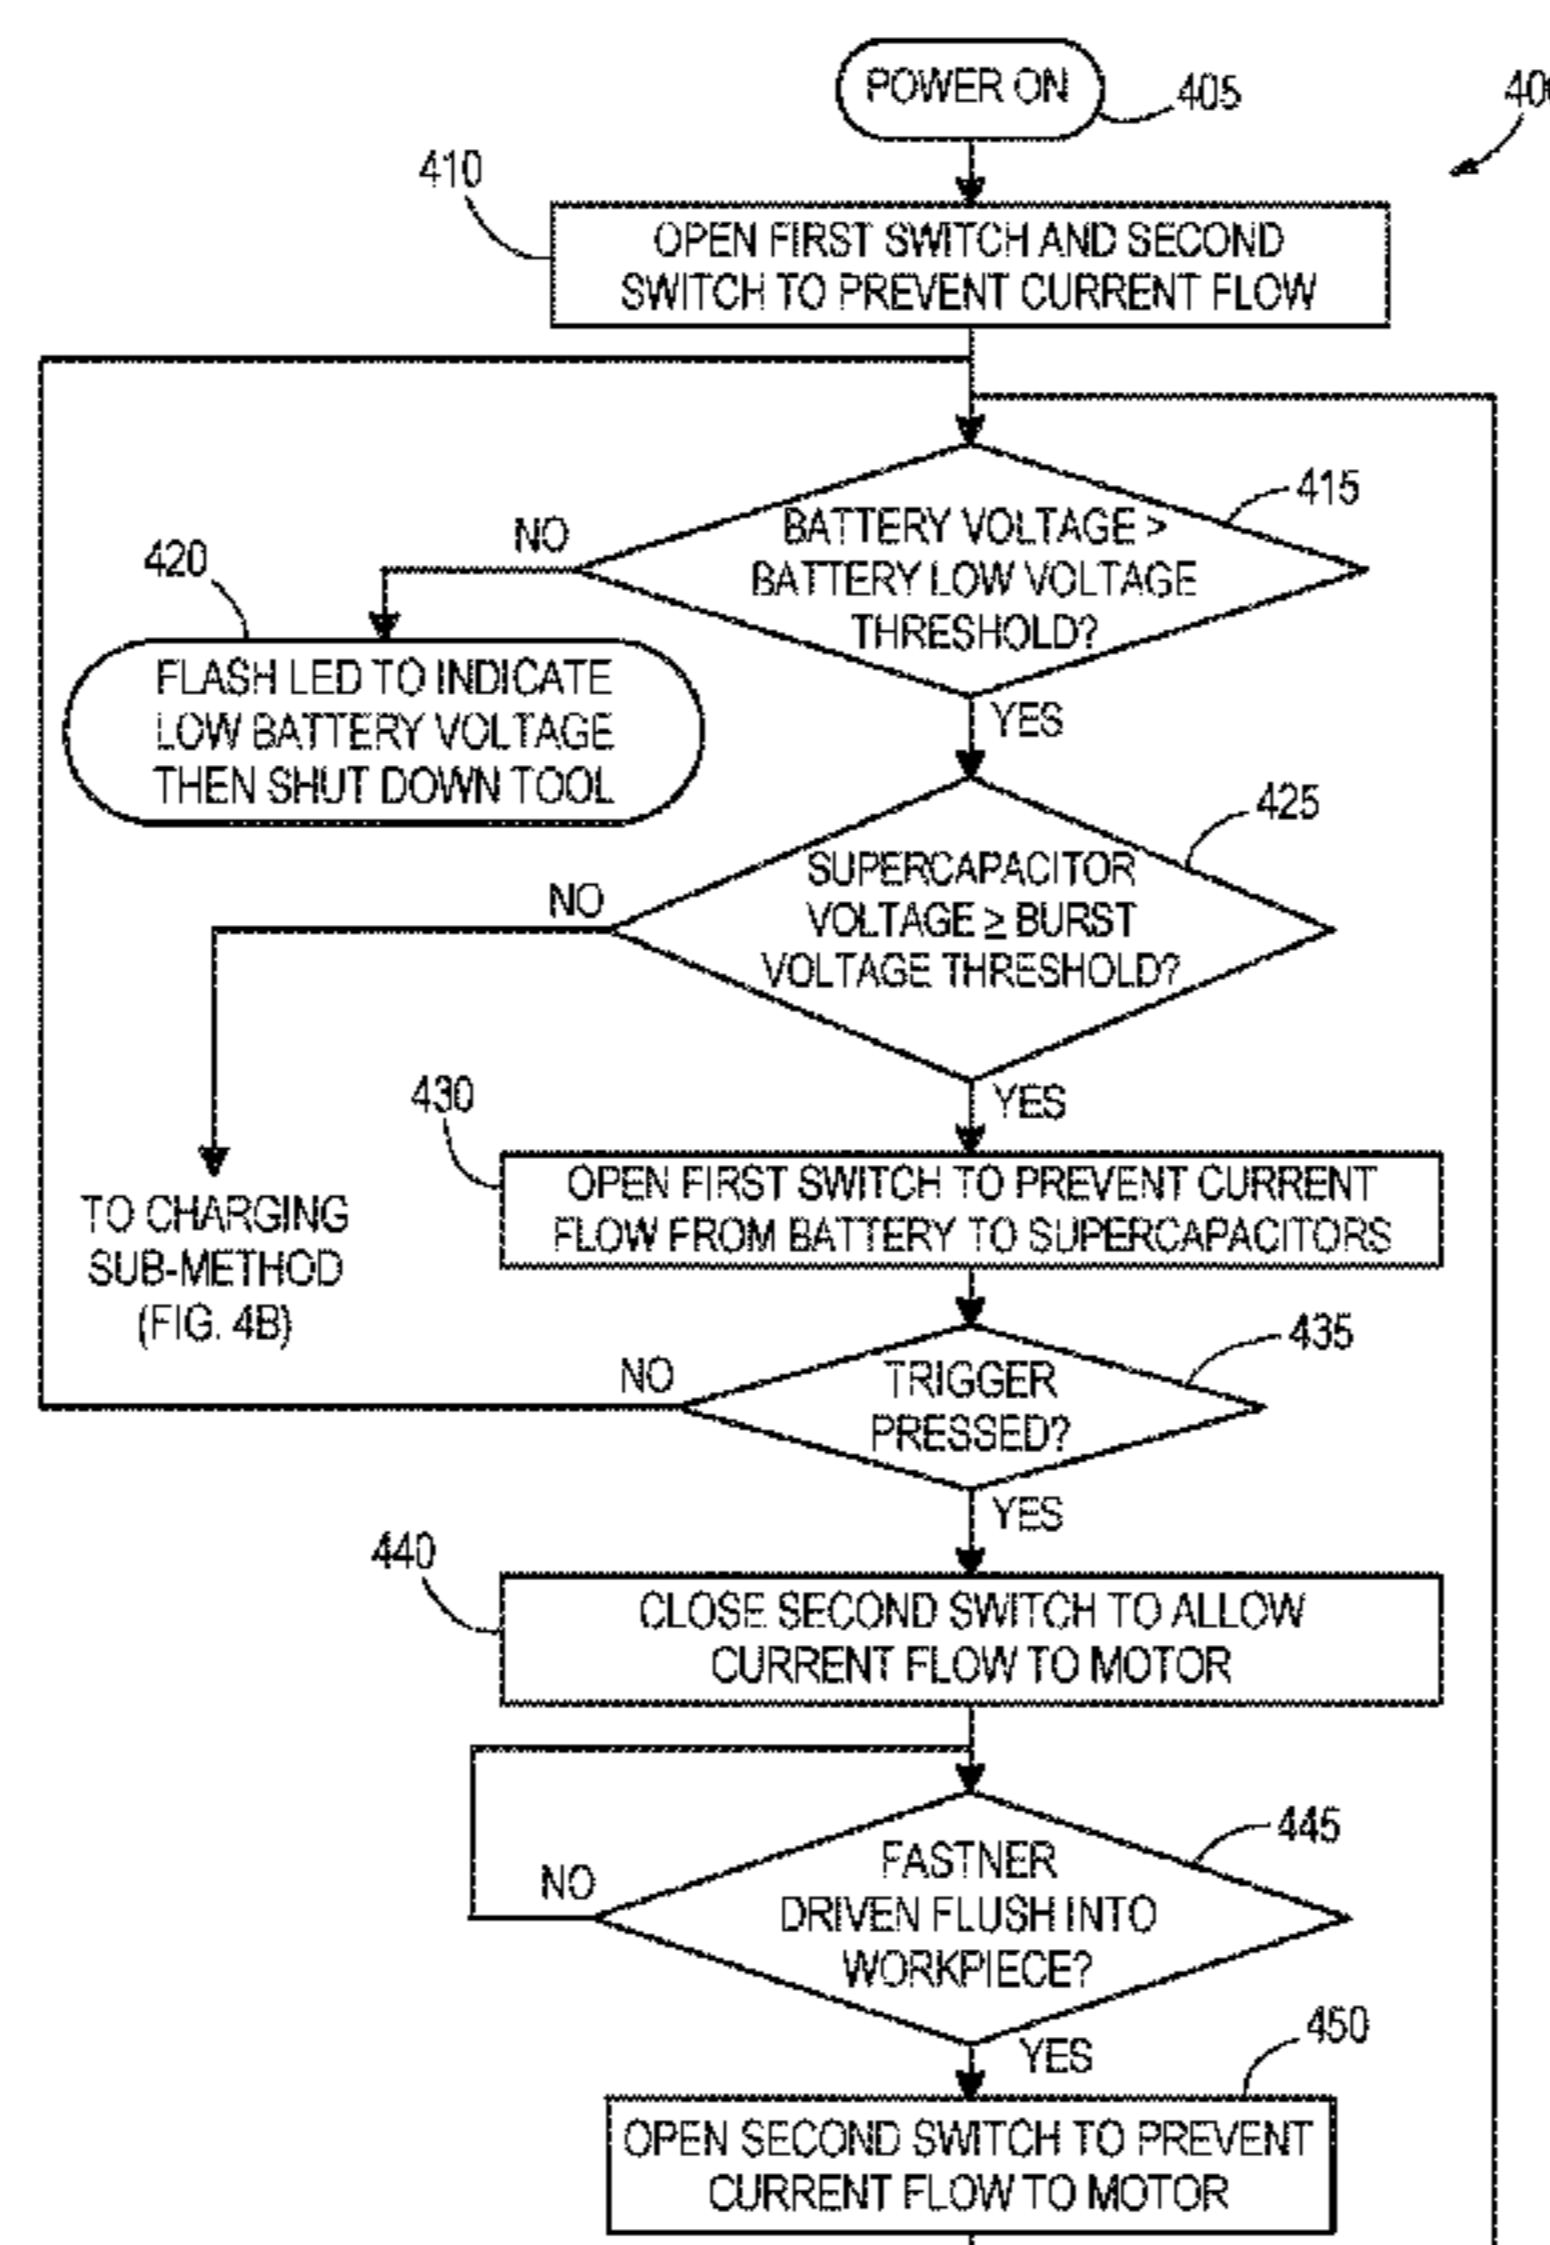 POWER ON
405
410
OPEN FIRST SWITCH AND SECOND
SWITCH TO PREVENT CURRENT FLOW
415
BATTERY VOLTAGE >
BATTERY LOW VOLTAGE
THRESHOLD?
NO
420
FLASH LED TO INDICATE
LOW BATTERY VOLTAGE
THEN SHUT DOWN TOOL
YES
425
SUPERCAPACITOR
VOLTAGE ≥ BURST
VOLTAGE THRESHOLD?
NO
TO CHARGING
SUB-METHOD
(FIG. 4B)
YES
430
OPEN FIRST SWITCH TO PREVENT CURRENT
FLOW FROM BATTERY TO SUPERCAPACITORS
435
TRIGGER
PRESSED?
NO
YES
440
CLOSE SECOND SWITCH TO ALLOW
CURRENT FLOW TO MOTOR
445
FASTNER
DRIVEN FLUSH INTO
WORKPIECE?
NO
YES
450
OPEN SECOND SWITCH TO PREVENT
CURRENT FLOW TO MOTOR